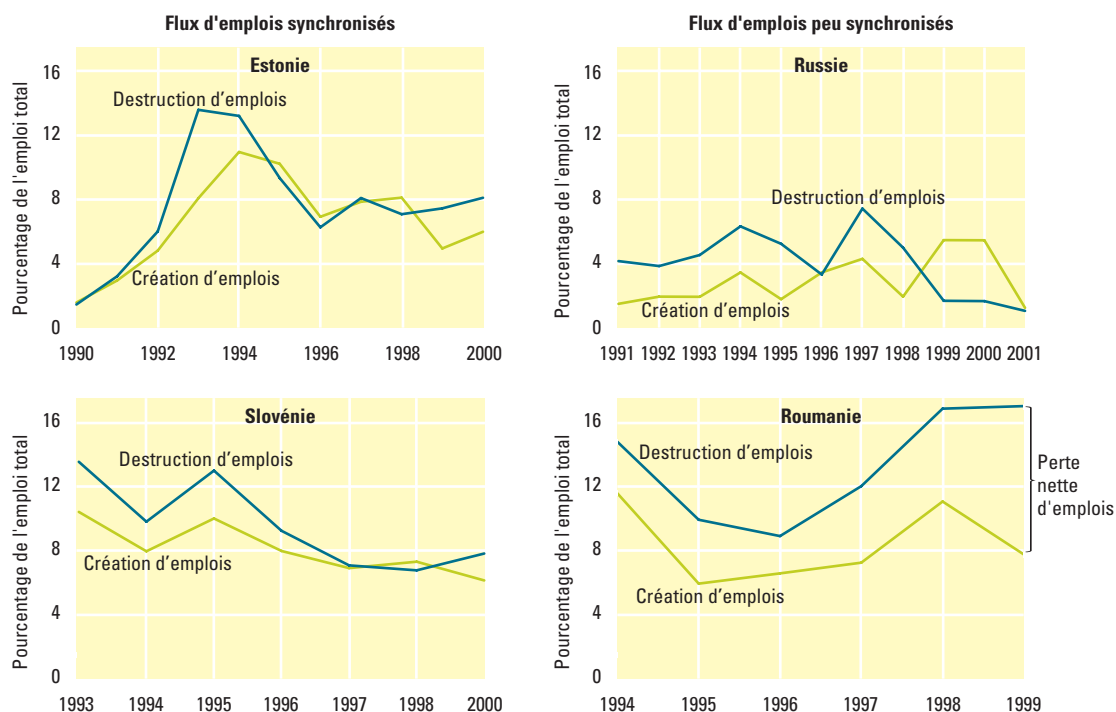 Flux d'emplois synchronisés
Flux d'emplois peu synchronisés
Estonie
Pourcentage de l'emploi total
16
12
8
4
0
Destruction d'emplois
Création d'emplois
1990 1992 1994 1996 1998 2000
Russie
Pourcentage de l'emploi total
16
12
8
4
0
Destruction d'emplois
Création d'emplois
1991 1992 1993 1994 1995 1996 1997 1998 1999 2000 2001
Slovénie
Pourcentage de l'emploi total
16
12
8
4
0
Destruction d'emplois
Création d'emplois
1993 1994 1995 1996 1997 1998 2000
Roumanie
Pourcentage de l'emploi total
16
12
8
4
0
Destruction d'emplois
Création d'emplois
Perte
nette
d'emplois
1994 1995 1996 1997 1998 1999